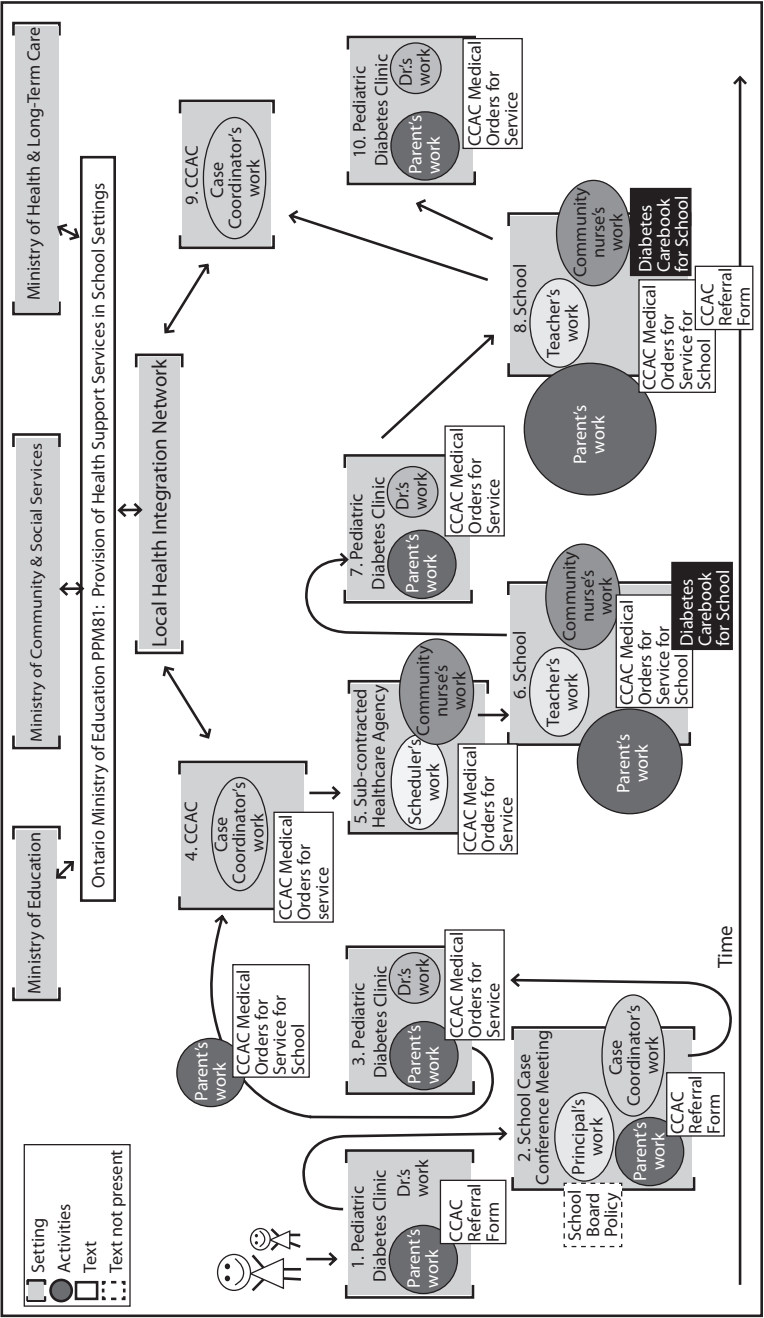 Setting
Activities
Text
Text not present
Ministry of Education
Ministry of Community & Social Services
Ministry of Health & Long-Term Care
Ontario Ministry of Education PPM81: Provision of Health Support Services in School Settings
Local Health Integration Network
1. Pediatric
Diabetes Clinic
Parent's
work
Dr.'s
work
CCAC
Referral
Form
2. School Case
Conference Meeting
Principal's
work
Parent's
work
Case
Coordinator's
work
School
Board
Policy
CCAC
Referral
Form
3. Pediatric
Diabetes Clinic
Parent's
work
Dr.'s
work
CCAC Medical
Orders for
Service
Parent's
work
CCAC Medical
Orders for
Service for
School
4. CCAC
Case
Coordinator's
work
CCAC Medical
Orders for
service
5. Sub-contracted
Healthcare Agency
Scheduler's
work
Community
nurse's
work
CCAC Medical
Orders for
Service
6. School
Teacher's
work
Community
nurse's
work
Parent's
work
CCAC Medical
Orders for
Service for
School
Diabetes
Carebook
for School
7. Pediatric
Diabetes Clinic
Parent's
work
Dr.'s
work
CCAC Medical
Orders for
Service
8. School
Teacher's
work
Community
nurse's
work
Parent's
work
CCAC Medical
Orders for
Service for
School
Diabetes
Carebook
for School
CCAC
Referral
Form
9. CCAC
Case
Coordinator's
work
10. Pediatric
Diabetes Clinic
Parent's
work
Dr.'s
work
CCAC Medical
Orders for
Service
Time